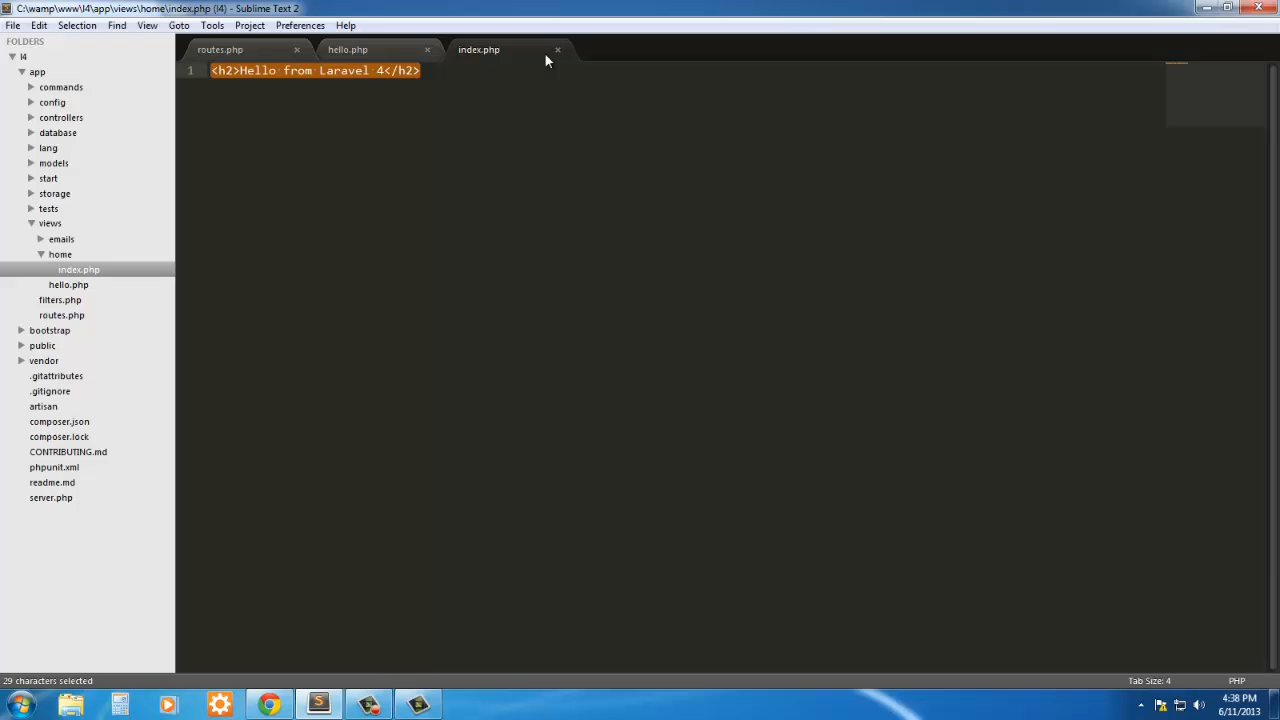 C:\wamp\www\l4\app\views\home\index.php (l4) - Sublime Text 2
File Edit Selection Find View Goto Tools Project Preferences Help
FOLDERS
l4
app
commands
config
controllers
database
lang
models
start
storage
tests
views
emails
home
index.php
hello.php
filters.php
routes.php
bootstrap
public
vendor
.gitattributes
.gitignore
artisan
composer.json
composer.lock
CONTRIBUTING.md
phpunit.xml
readme.md
server.php
routes.php hello.php index.php
1 <h2>Hello from Laravel 4</h2>
29 characters selected Tab Size: 4 PHP
4:38 PM
6/11/2013